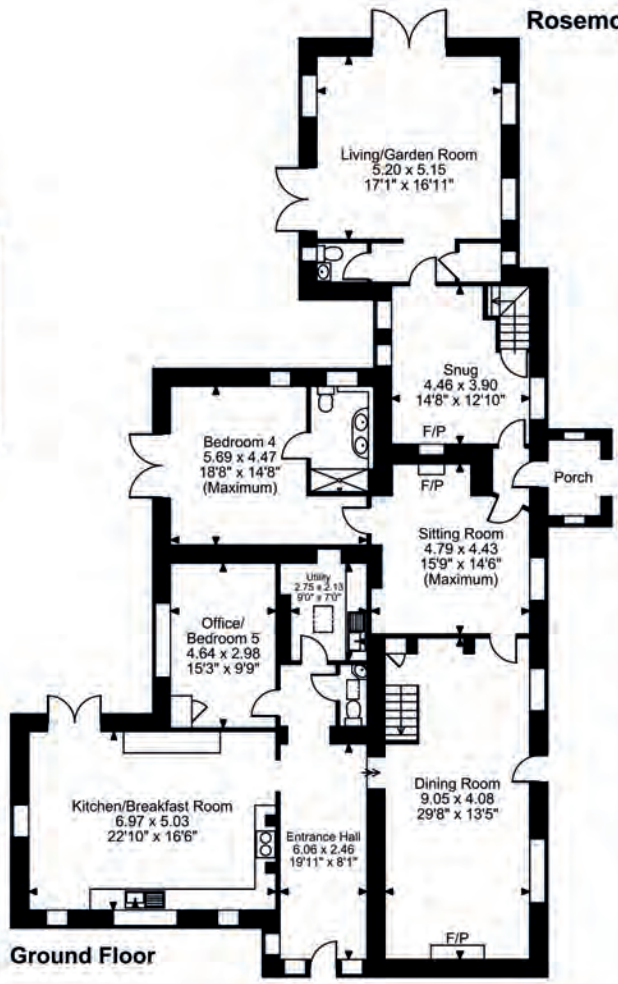 Rosemo
Living/Garden Room
5.20 x 5.15
17'1" x 16'11"
Snug
4.46 x 3.90
14'8" x 12'10"
F/P
Bedroom 4
5.69 x 4.47
18'8" x 14'8"
(Maximum)
F/P
Porch
Sitting Room
4.79 x 4.43
15'9" x 14'6"
(Maximum)
Utility
2.75 x 2.13
9'0" x 7'0"
Office/
Bedroom 5
4.64 x 2.98
15'3" x 9'9"
Kitchen/Breakfast Room
6.97 x 5.03
22'10" x 16'6"
Entrance Hall
6.06 x 2.46
19'11" x 8'1"
Dining Room
9.05 x 4.08
29'8" x 13'5"
F/P
Ground Floor